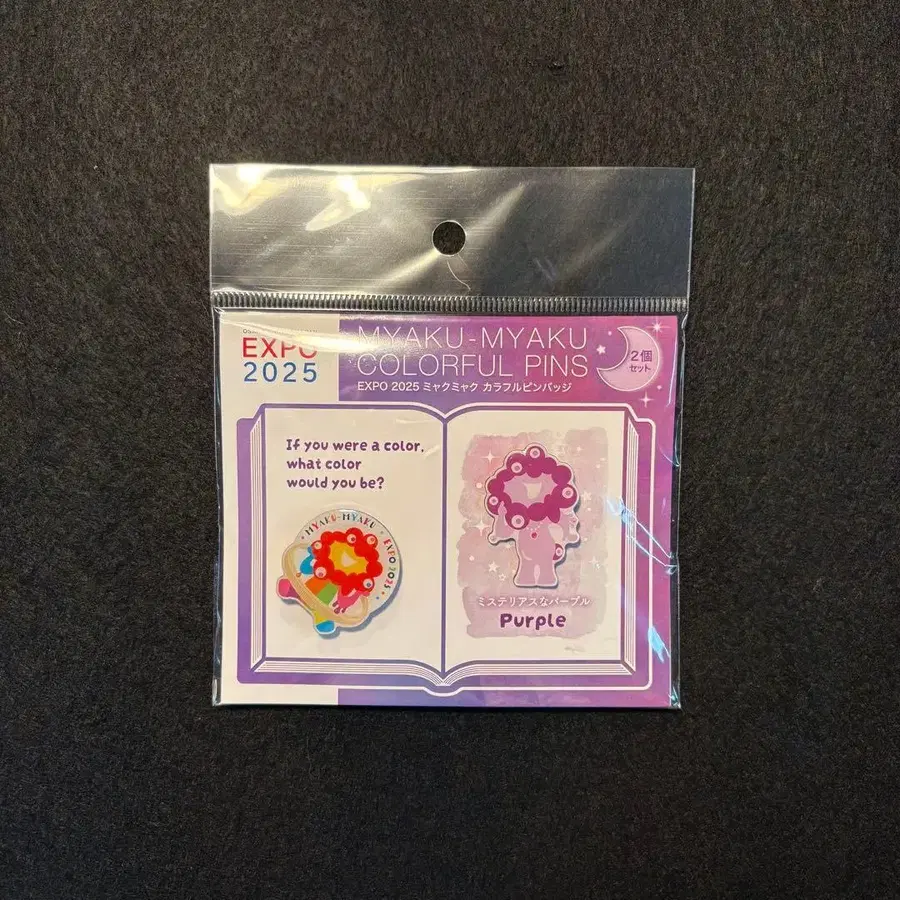 EXPO
2025
MYAKU-MYAKU
COLORFUL PINS
EXPO 2025 ミャクミャク カラフルピンバッジ
2個
セット
If you were a color,
what color
would you be?
MYAKU-MYAKU
EXPO 2025
ミステリアスなパープル
Purple